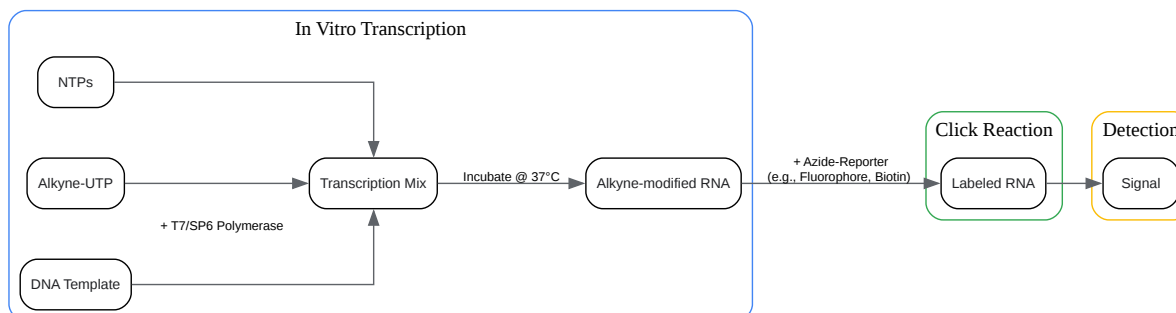 In Vitro Transcription
NTPs
Alkyne-UTP
+ T7/SP6 Polymerase
DNA Template
Transcription Mix
Incubate @ 37°C
Alkyne-modified RNA
+ Azide-Reporter
(e.g., Fluorophore, Biotin)
Click Reaction
Labeled RNA
Detection
Signal